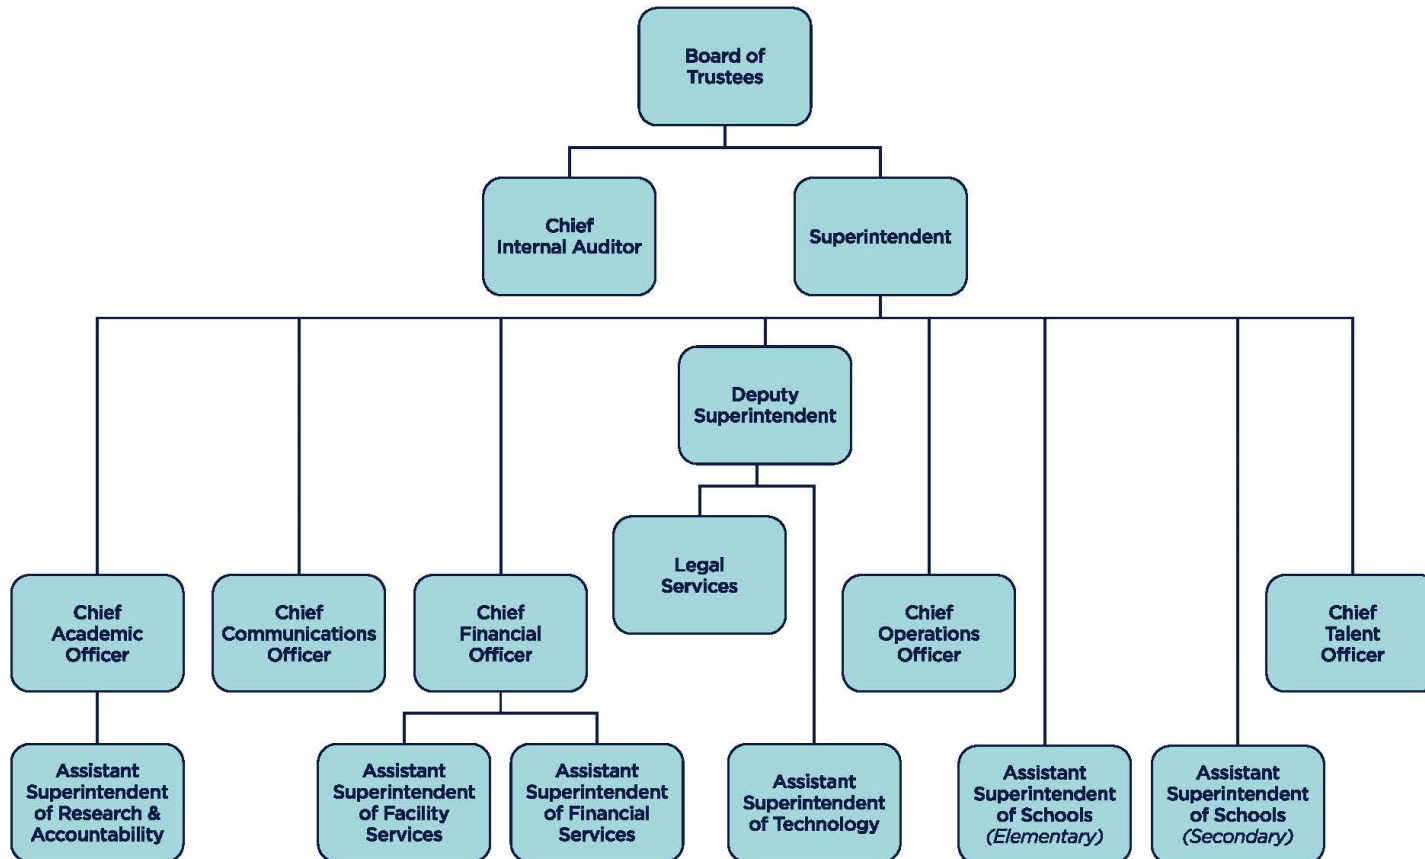 Board of
Trustees
Chief
Internal Auditor
Superintendent
Deputy
Superintendent
Legal
Services
Chief
Academic
Officer
Chief
Communications
Officer
Chief
Financial
Officer
Chief
Operations
Officer
Chief
Talent
Officer
Assistant
Superintendent
of Research &
Accountability
Assistant
Superintendent
of Facility
Services
Assistant
Superintendent
of Financial
Services
Assistant
Superintendent
of Technology
Assistant
Superintendent
of Schools
(Elementary)
Assistant
Superintendent
of Schools
(Secondary)